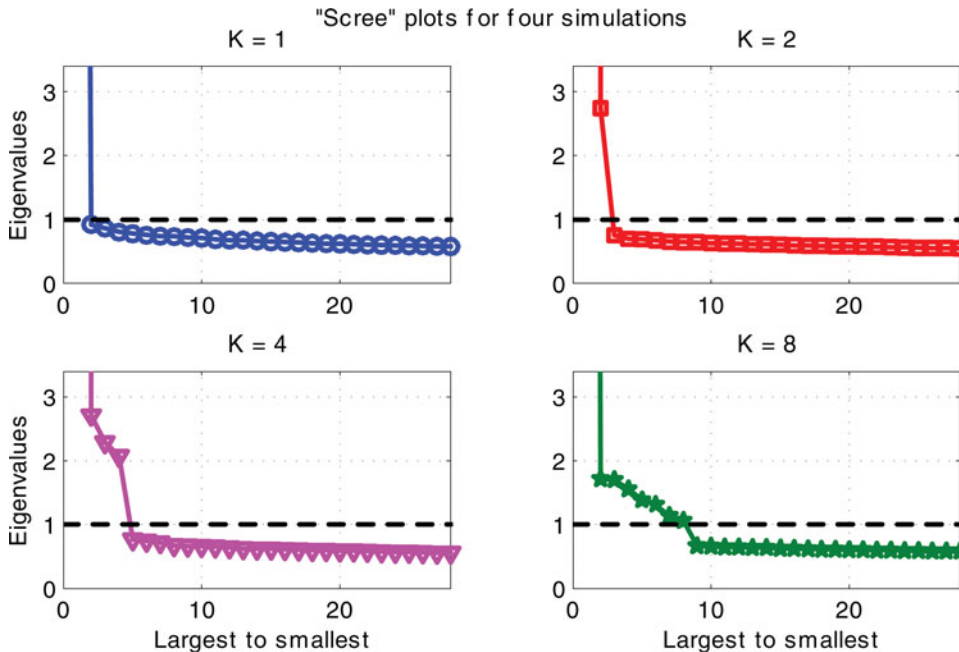 "Scree" plots for four simulations
K = 1
K = 2
Eigenvalues
3
2
1
0
0 10 20
3
2
1
0
0 10 20
K = 4
K = 8
Eigenvalues
3
2
1
0
0 10 20
Largest to smallest
3
2
1
0
0 10 20
Largest to smallest